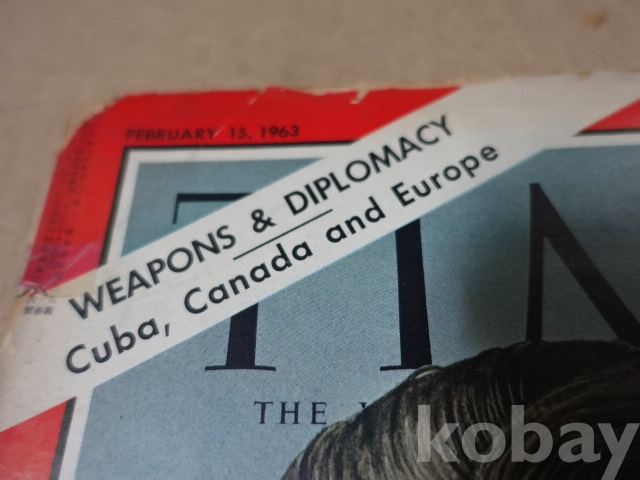 FEBRUARY 15, 1963
WEAPONS & DIPLOMACY
Cuba, Canada and Europe
TIM
THE
kobay